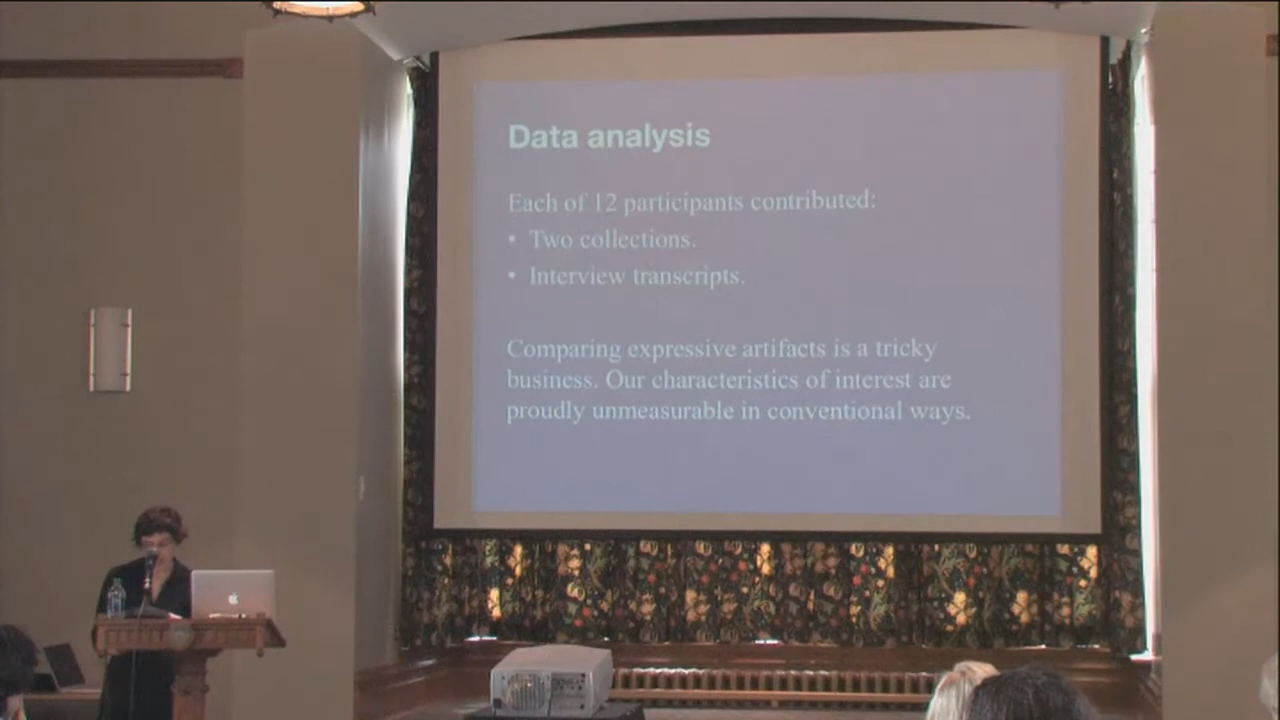 Data analysis
Each of 12 participants contributed:
• Two collections.
• Interview transcripts.
Comparing expressive artifacts is a tricky
business. Our characteristics of interest are
proudly unmeasurable in conventional ways.